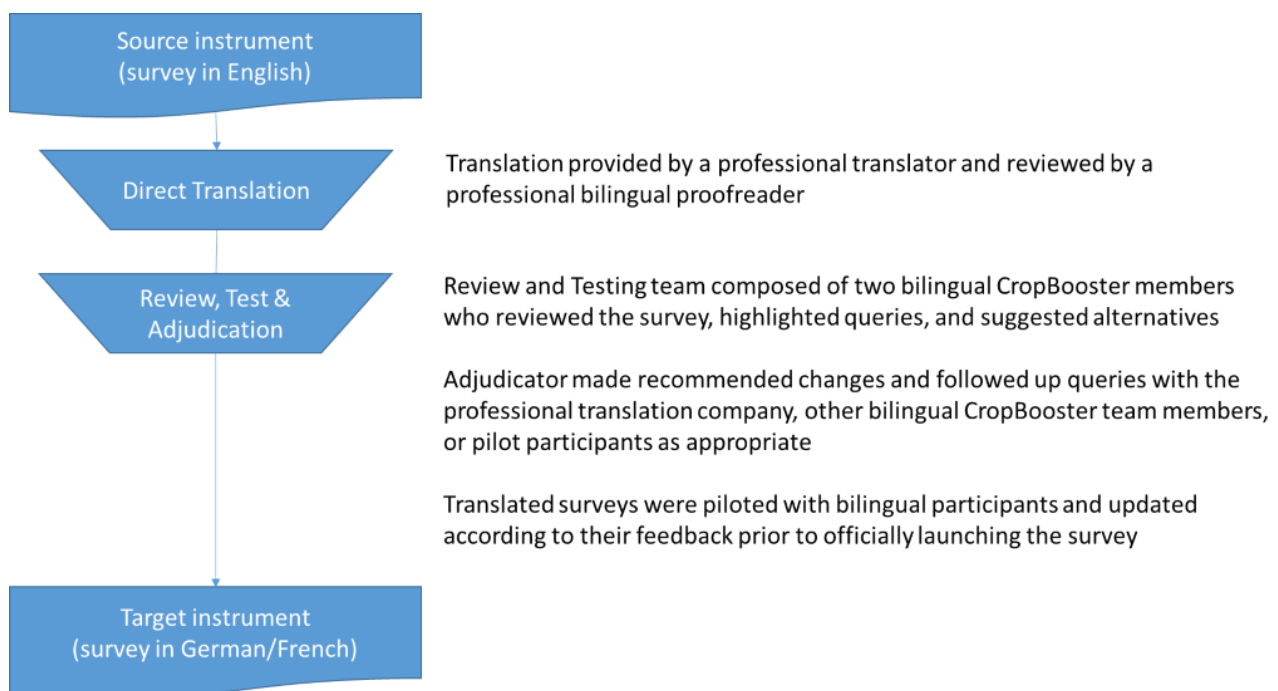 Source instrument
(survey in English)
Direct Translation
Translation provided by a professional translator and reviewed by a
professional bilingual proofreader
Review, Test &
Adjudication
Review and Testing team composed of two bilingual CropBooster members
who reviewed the survey, highlighted queries, and suggested alternatives
Adjudicator made recommended changes and followed up queries with the
professional translation company, other bilingual CropBooster team members,
or pilot participants as appropriate
Translated surveys were piloted with bilingual participants and updated
according to their feedback prior to officially launching the survey
Target instrument
(survey in German/French)